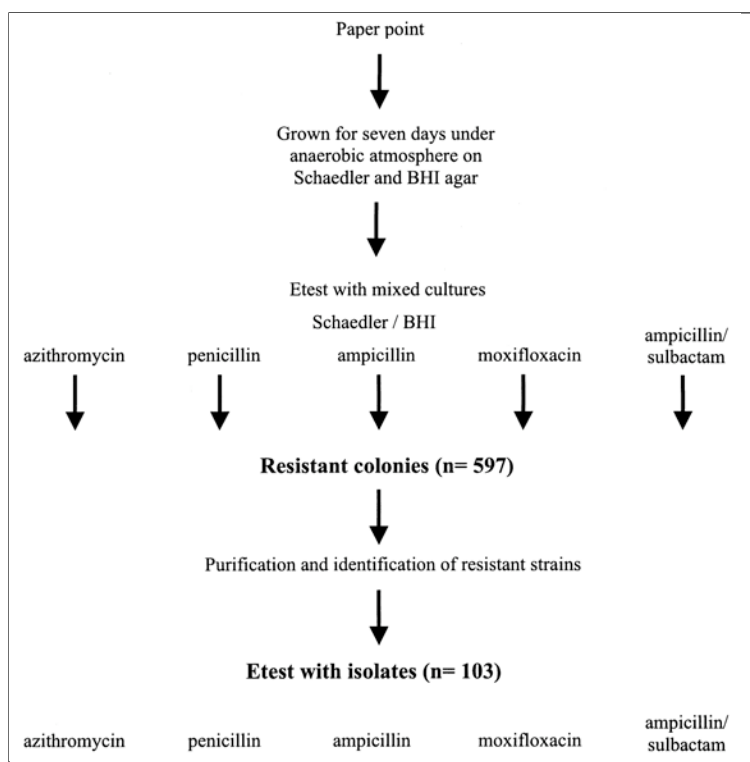 Paper point
Grown for seven days under
anaerobic atmosphere on
Schaedler and BHI agar
Etest with mixed cultures
Schaedler / BHI
azithromycin penicillin ampicillin moxifloxacin ampicillin/
sulbactam
Resistant colonies (n= 597)
Purification and identification of resistant strains
Etest with isolates (n= 103)
azithromycin penicillin ampicillin moxifloxacin ampicillin/
sulbactam